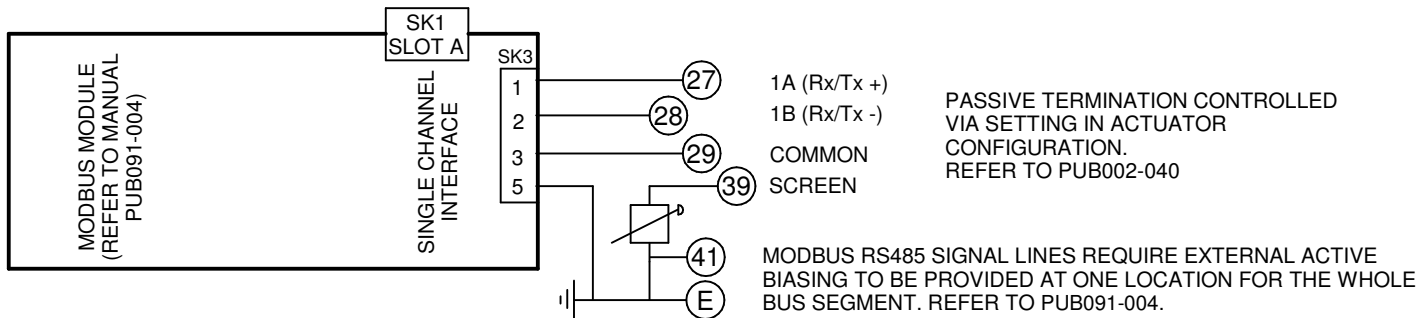 SK1
SLOT A
MODBUS MODULE
(REFER TO MANUAL
PUB091-004)
SINGLE CHANNEL
INTERFACE
SK3
1
2
3
5
27
28
29
39
41
E
1A (Rx/Tx +)
1B (Rx/Tx -)
COMMON
SCREEN
PASSIVE TERMINATION CONTROLLED
VIA SETTING IN ACTUATOR
CONFIGURATION.
REFER TO PUB002-040
MODBUS RS485 SIGNAL LINES REQUIRE EXTERNAL ACTIVE
BIASING TO BE PROVIDED AT ONE LOCATION FOR THE WHOLE
BUS SEGMENT. REFER TO PUB091-004.